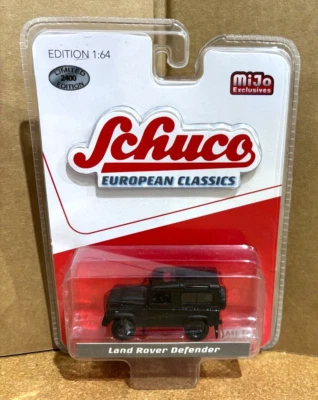 EDITION 1:64
LIMITED
2400
EDITION
MiJo
Exclusives
Schuco
EUROPEAN CLASSICS
Land Rover Defender